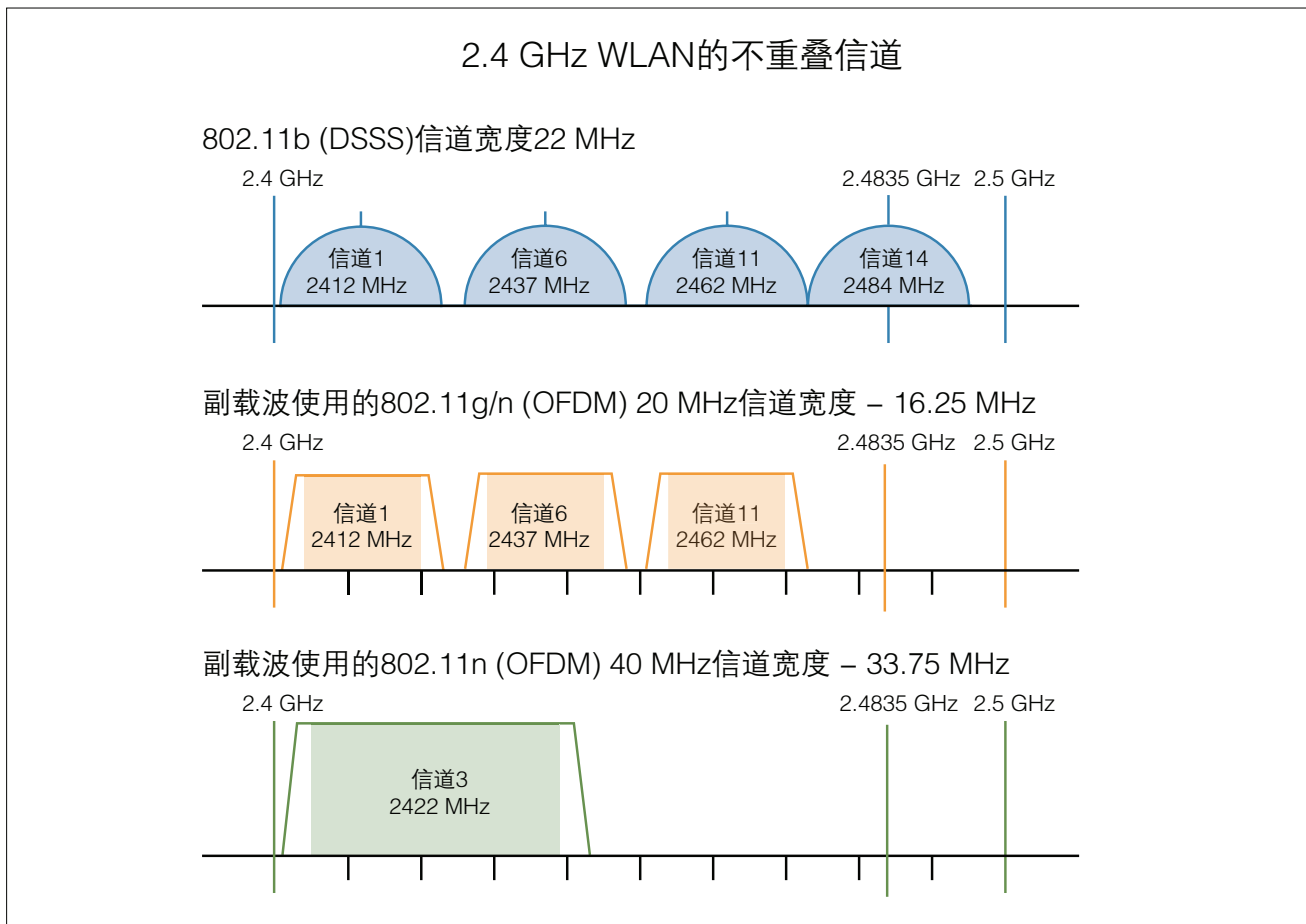 2.4 GHz WLAN的不重叠信道
802.11b (DSSS)信道宽度22 MHz
2.4 GHz
2.4835 GHz
2.5 GHz
信道1
2412 MHz
信道6
2437 MHz
信道11
2462 MHz
信道14
2484 MHz
副载波使用的802.11g/n (OFDM) 20 MHz信道宽度 – 16.25 MHz
2.4 GHz
2.4835 GHz
2.5 GHz
信道1
2412 MHz
信道6
2437 MHz
信道11
2462 MHz
副载波使用的802.11n (OFDM) 40 MHz信道宽度 – 33.75 MHz
2.4 GHz
2.4835 GHz
2.5 GHz
信道3
2422 MHz